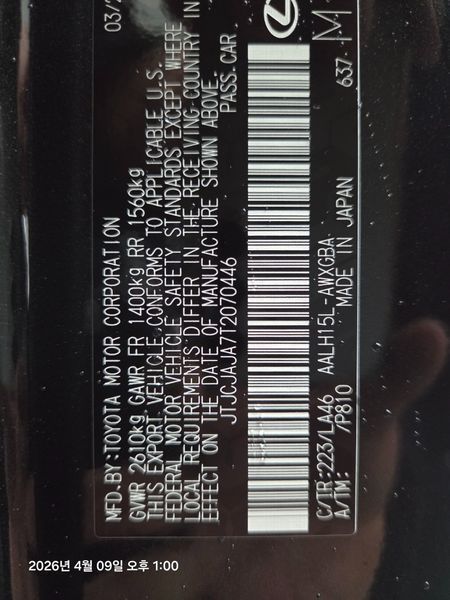 MFD.BY:TOYOTA MOTOR CORPORATION 03/2
GVWR 2610kg GAWR FR 1400kg RR 1560kg
THIS EXPORT VEHICLE CONFORMS TO APPLICABLE U.S.
FEDERAL MOTOR VEHICLE SAFETY STANDARDS EXCEPT WHERE
LOCAL REQUIREMENTS DIFFER IN THE RECEIVING COUNTRY IN
EFFECT ON THE DATE OF MANUFACTURE SHOWN ABOVE.
JTJCJAJA7T2070446 PASS.CAR
C/TR:223/LA46 AALH15L-AWXGBA
A/TM: /P810 MADE IN JAPAN 637 M
2026년 4월 09일 오후 1:00